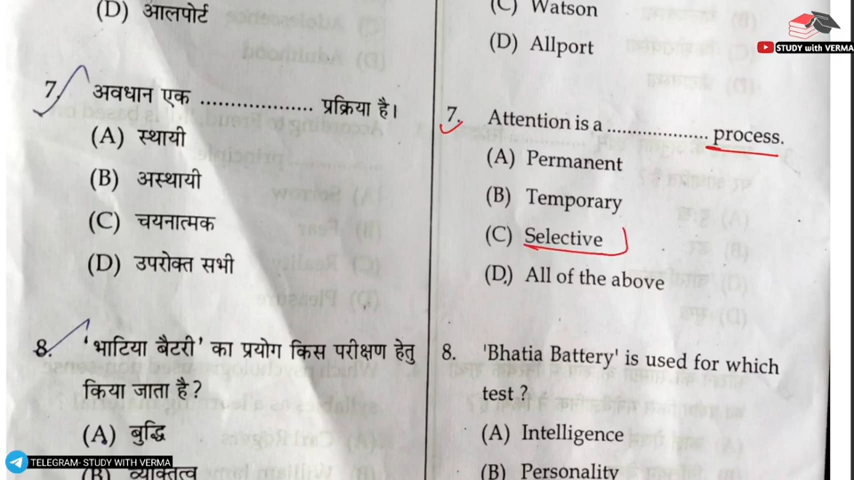 (D) आलपोर्ट
7. अवधान एक .................... प्रक्रिया है।
(A) स्थायी
(B) अस्थायी
(C) चयनात्मक
(D) उपरोक्त सभी
8. 'भाटिया बैटरी' का प्रयोग किस परीक्षण हेतु
किया जाता है?
(A) बुद्धि
(B) व्यक्तित्व
(C) Watson
(D) Allport
7. Attention is a .................... process.
(A) Permanent
(B) Temporary
(C) Selective
(D) All of the above
8. 'Bhatia Battery' is used for which
test ?
(A) Intelligence
(B) Personality
STUDY with VERMA
TELEGRAM- STUDY WITH VERMA